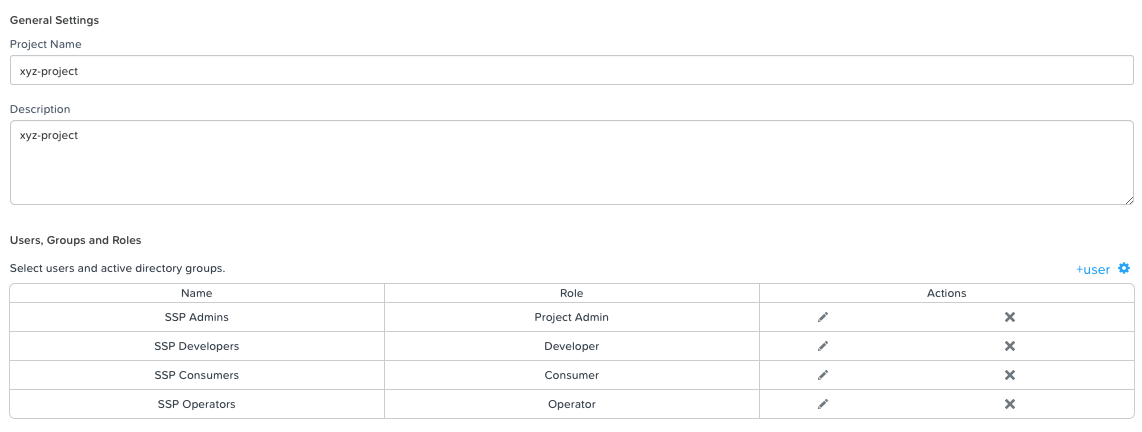 General Settings
Project Name
xyz-project
Description
xyz-project
Users, Groups and Roles
Select users and active directory groups.
+user
Name Role Actions
SSP Admins Project Admin
SSP Developers Developer
SSP Consumers Consumer
SSP Operators Operator